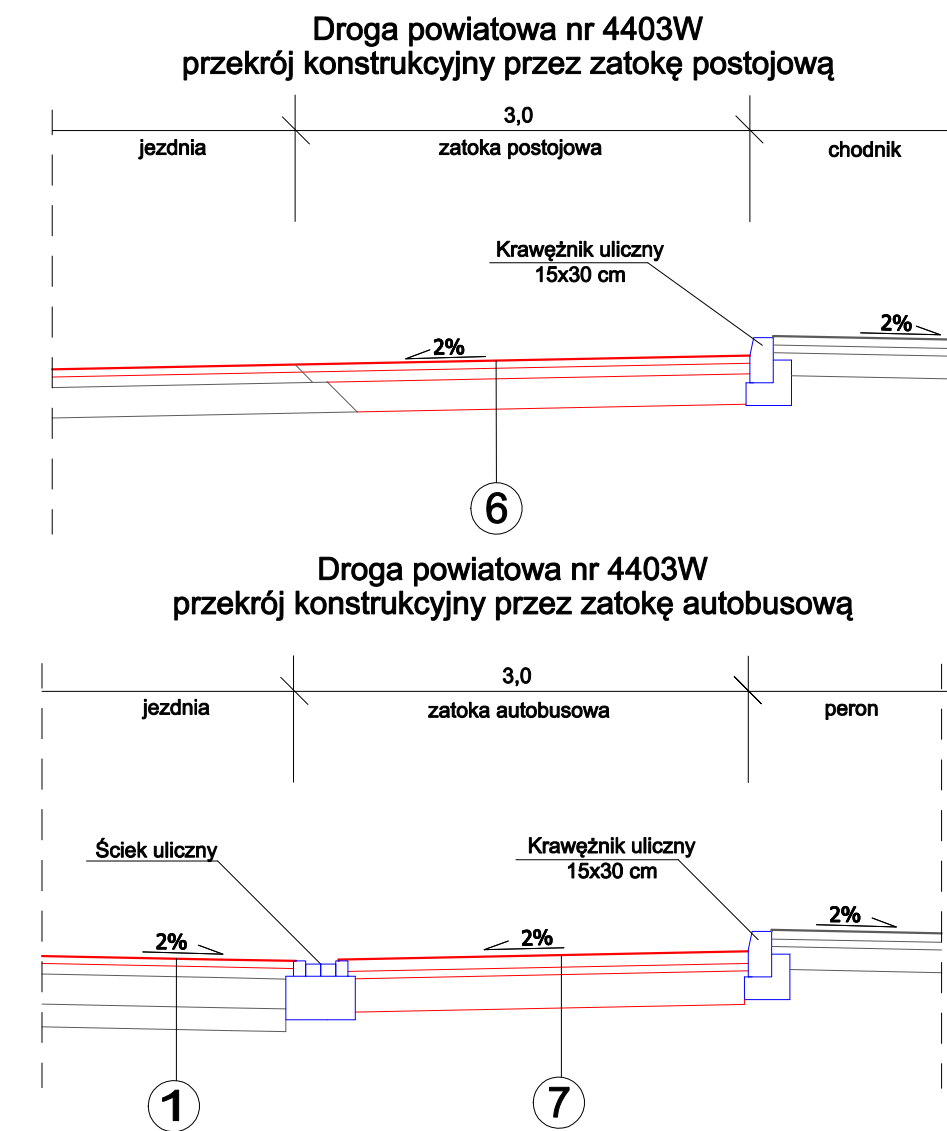 Droga powiatowa nr 4403W
przekrój konstrukcyjny przez zatokę postojową
3,0
jezdnia
zatoka postojowa
chodnik
Krawężnik uliczny
15x30 cm
2%
2%
6
Droga powiatowa nr 4403W
przekrój konstrukcyjny przez zatokę autobusową
3,0
jezdnia
zatoka autobusowa
peron
Ściek uliczny
Krawężnik uliczny
15x30 cm
2%
2%
2%
1
7